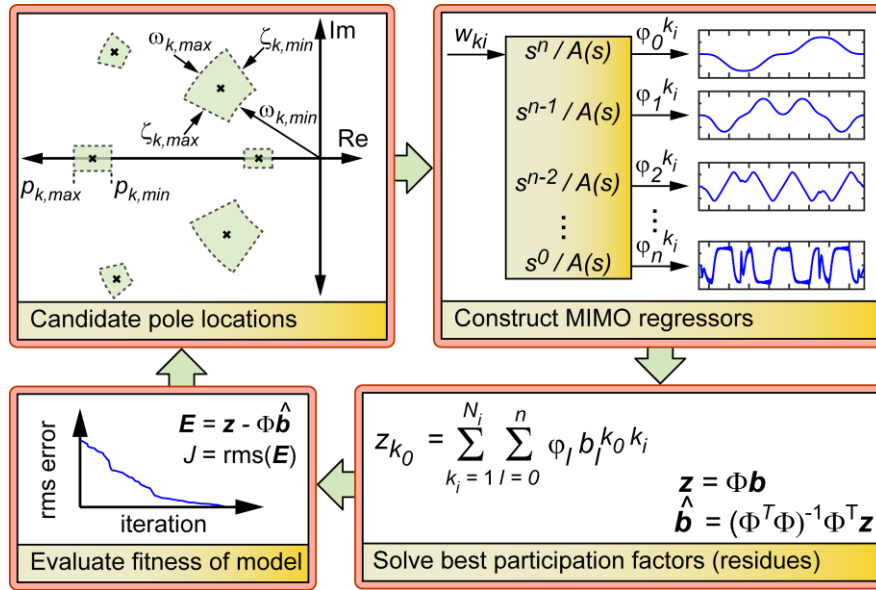 Im
ω_{k,max}
ζ_{k,min}
ω_{k,min}
ζ_{k,max}
Re
p_{k,max}
p_{k,min}
Candidate pole locations
w_{ki}
s^n / A(s)
φ_0^{k_i}
s^{n-1} / A(s)
φ_1^{k_i}
s^{n-2} / A(s)
φ_2^{k_i}
⋮ ⋮
s^0 / A(s)
φ_n^{k_i}
Construct MIMO regressors
rms error
E = z - Φb̂
J = rms(E)
iteration
Evaluate fitness of model
z_{k_0} = ∑_{k_i = 1}^{N_i} ∑_{l = 0}^{n} φ_l b_l^{k_0 k_i}
z = Φb
b̂ = (Φ^T Φ)^{-1} Φ^T z
Solve best participation factors (residues)